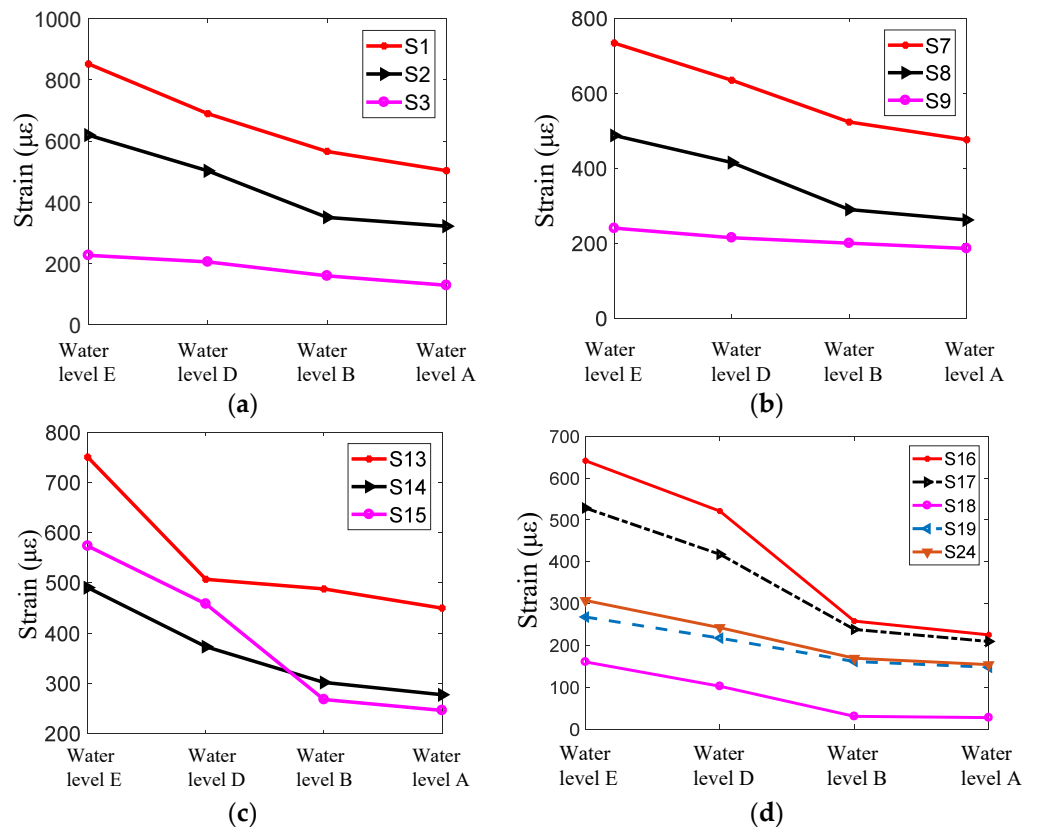 1000
800
600
400
200
0
Strain (με)
S1
S2
S3
Water level E
Water level D
Water level B
Water level A
(a)
800
600
400
200
0
Strain (με)
S7
S8
S9
Water level E
Water level D
Water level B
Water level A
(b)
800
700
600
500
400
300
200
Strain (με)
S13
S14
S15
Water level E
Water level D
Water level B
Water level A
(c)
700
600
500
400
300
200
100
0
Strain (με)
S16
S17
S18
S19
S24
Water level E
Water level D
Water level B
Water level A
(d)